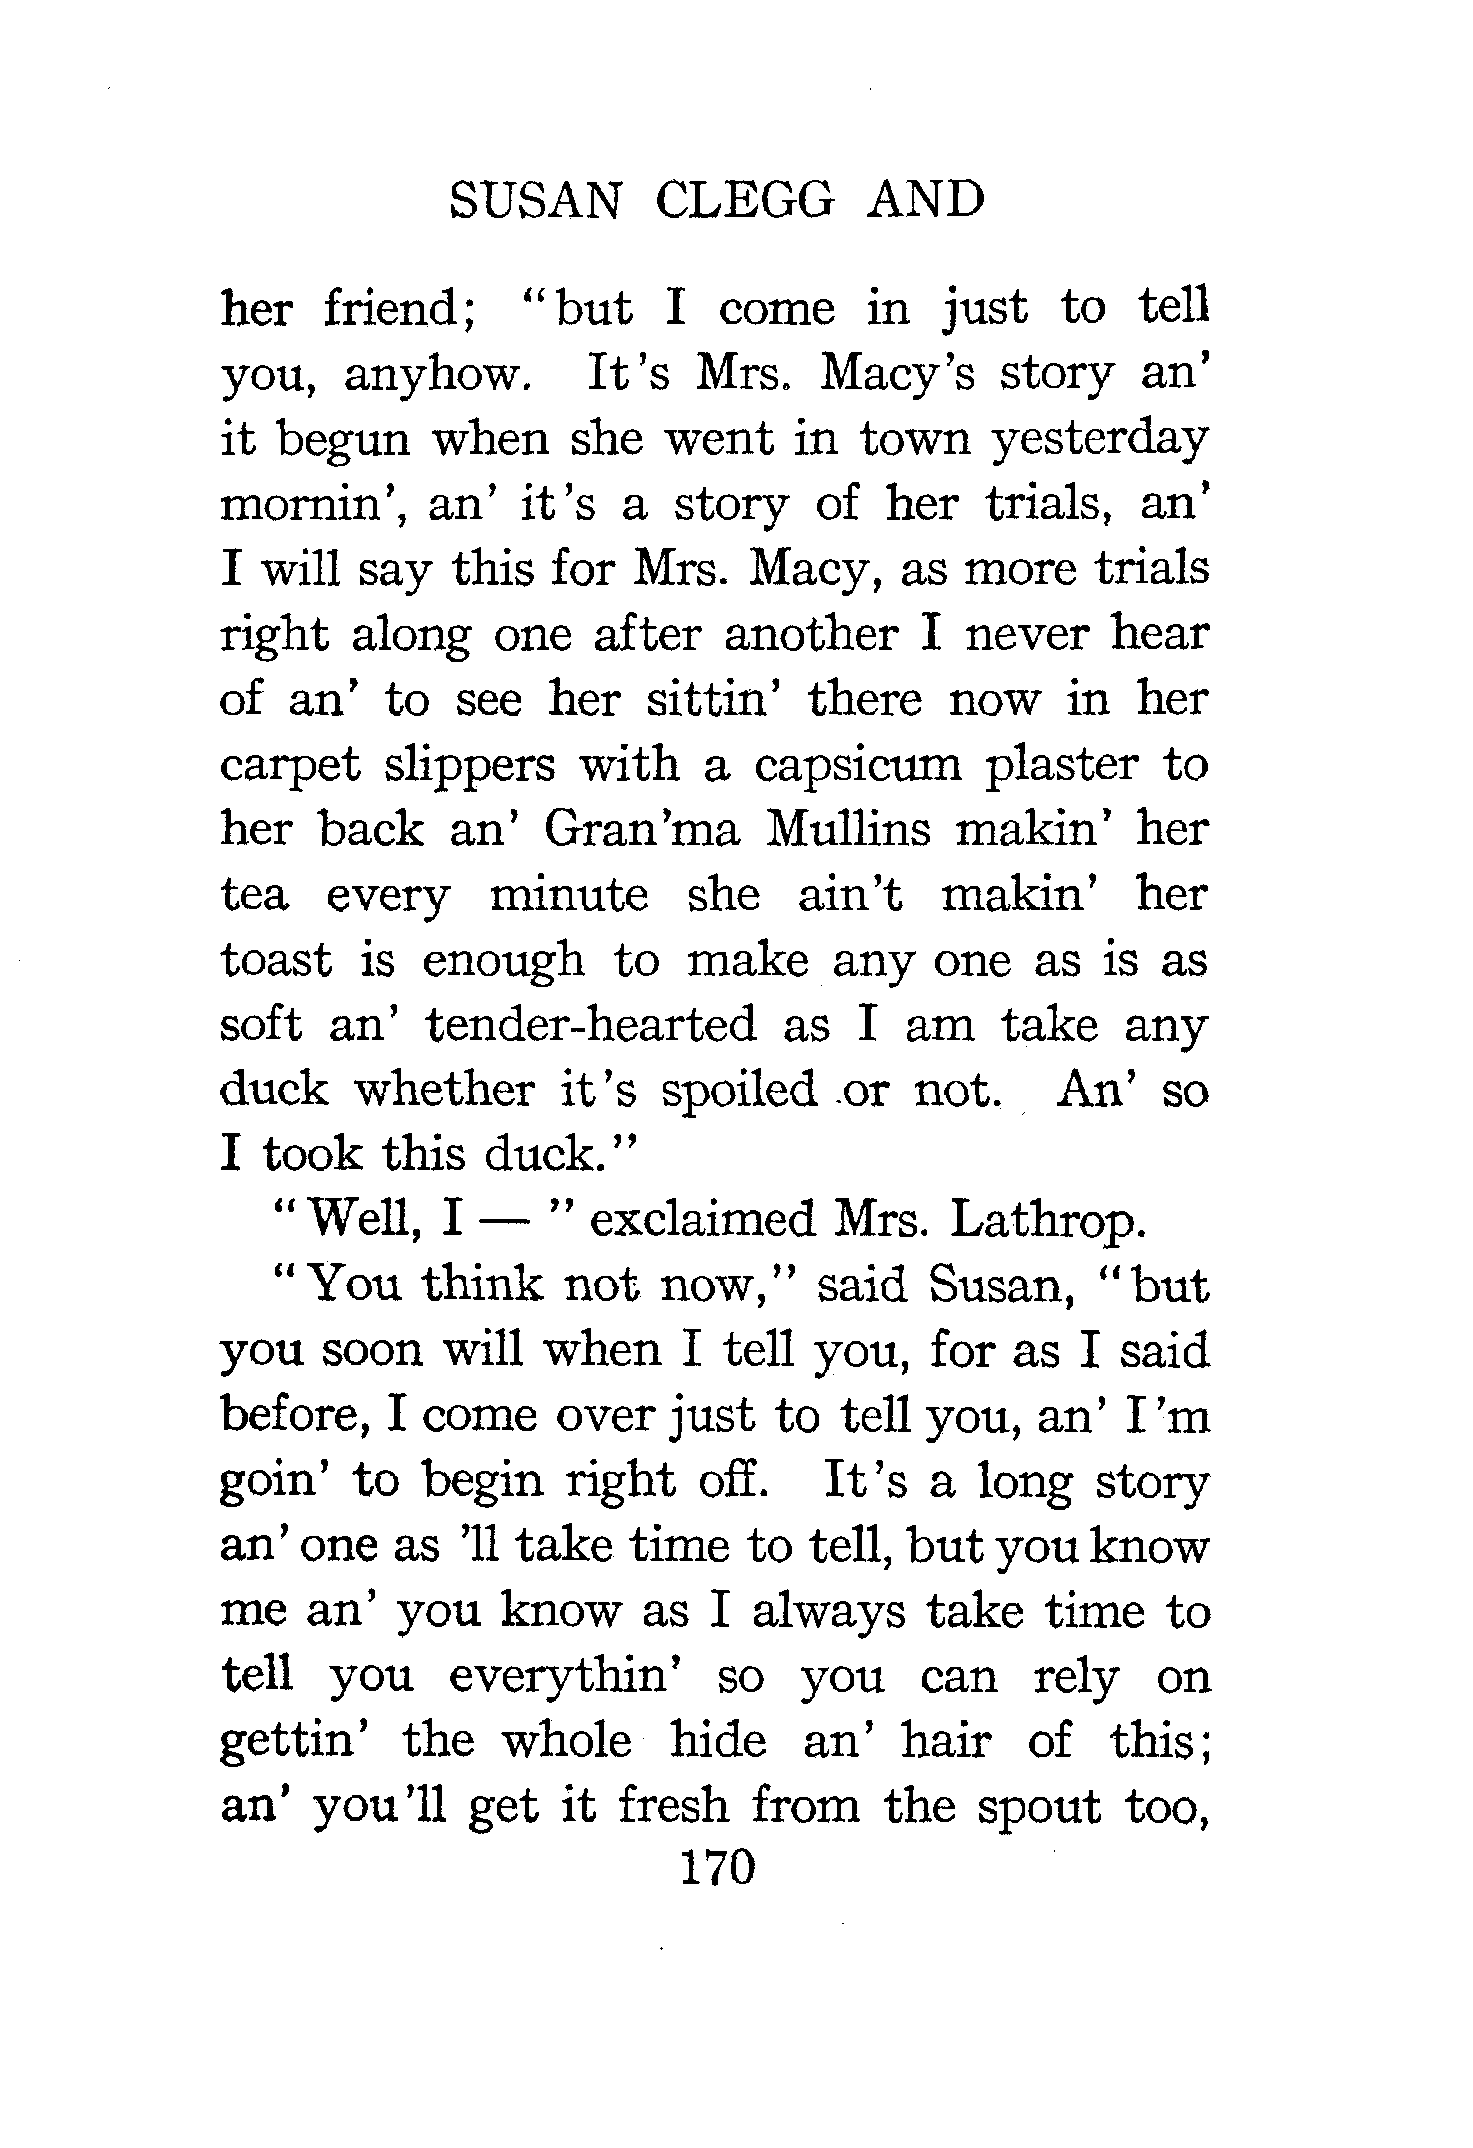 SUSAN CLEGG AND
her friend; "but I come in just to tell
you, anyhow. It's Mrs. Macy's story an'
it begun when she went in town yesterday
mornin', an' it's a story of her trials, an'
I will say this for Mrs. Macy, as more trials
right along one after another I never hear
of an' to see her sittin' there now in her
carpet slippers with a capsicum plaster to
her back an' Gran'ma Mullins makin' her
tea every minute she ain't makin' her
toast is enough to make any one as is as
soft an' tender-hearted as I am take any
duck whether it's spoiled or not. An' so
I took this duck."
"Well, I — " exclaimed Mrs. Lathrop.
"You think not now," said Susan, "but
you soon will when I tell you, for as I said
before, I come over just to tell you, an' I'm
goin' to begin right off. It's a long story
an' one as 'll take time to tell, but you know
me an' you know as I always take time to
tell you everythin' so you can rely on
gettin' the whole hide an' hair of this;
an' you'll get it fresh from the spout too,
170